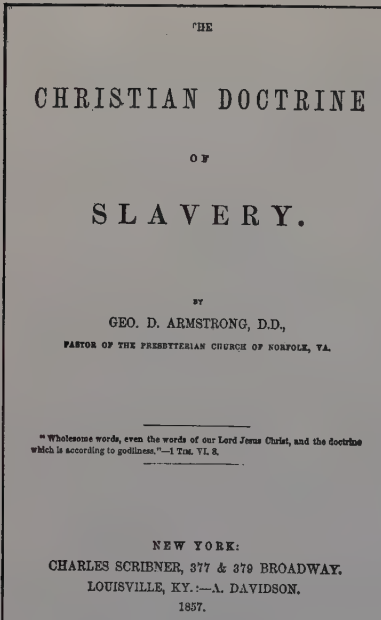 THE
CHRISTIAN DOCTRINE
OF
SLAVERY.
BY
GEO. D. ARMSTRONG, D.D.,
PASTOR OF THE PRESBYTERIAN CHURCH OF NORFOLK, VA.
"Wholesome words, even the words of our Lord Jesus Christ, and the doctrine
which is according to godliness."—1 TIM. VI. 3.
NEW YORK:
CHARLES SCRIBNER, 377 & 379 BROADWAY.
LOUISVILLE, KY.:—A. DAVIDSON.
1857.